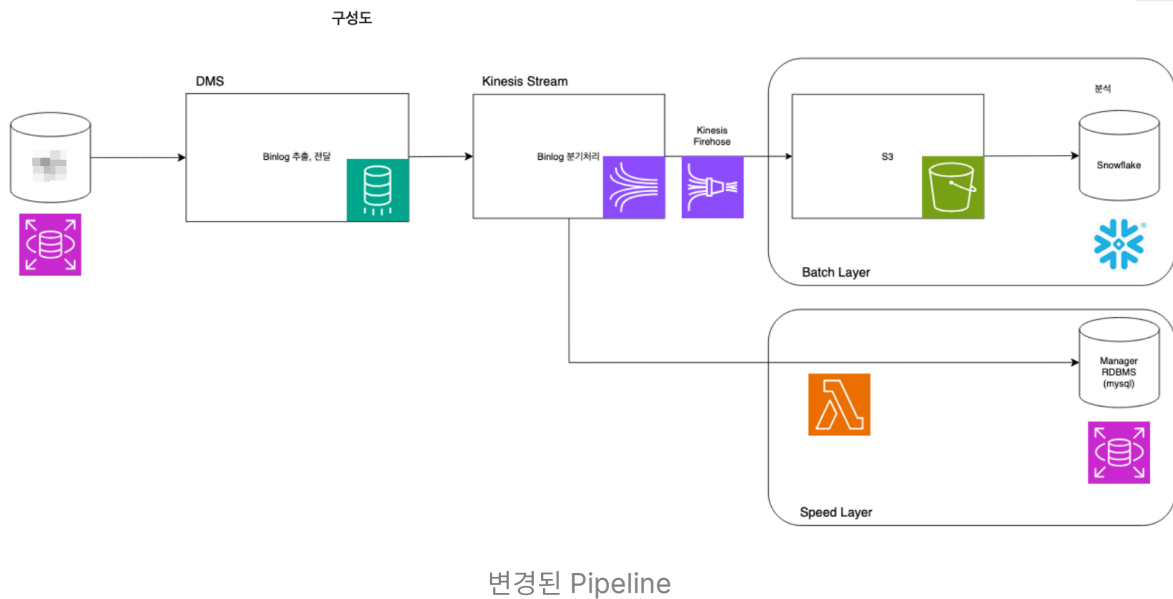 구성도
DMS
Binlog 추출, 전달
Kinesis Stream
Binlog 분기처리
Kinesis
Firehose
S3
분석
Snowflake
Batch Layer
Manager
RDBMS
(mysql)
Speed Layer
변경된 Pipeline